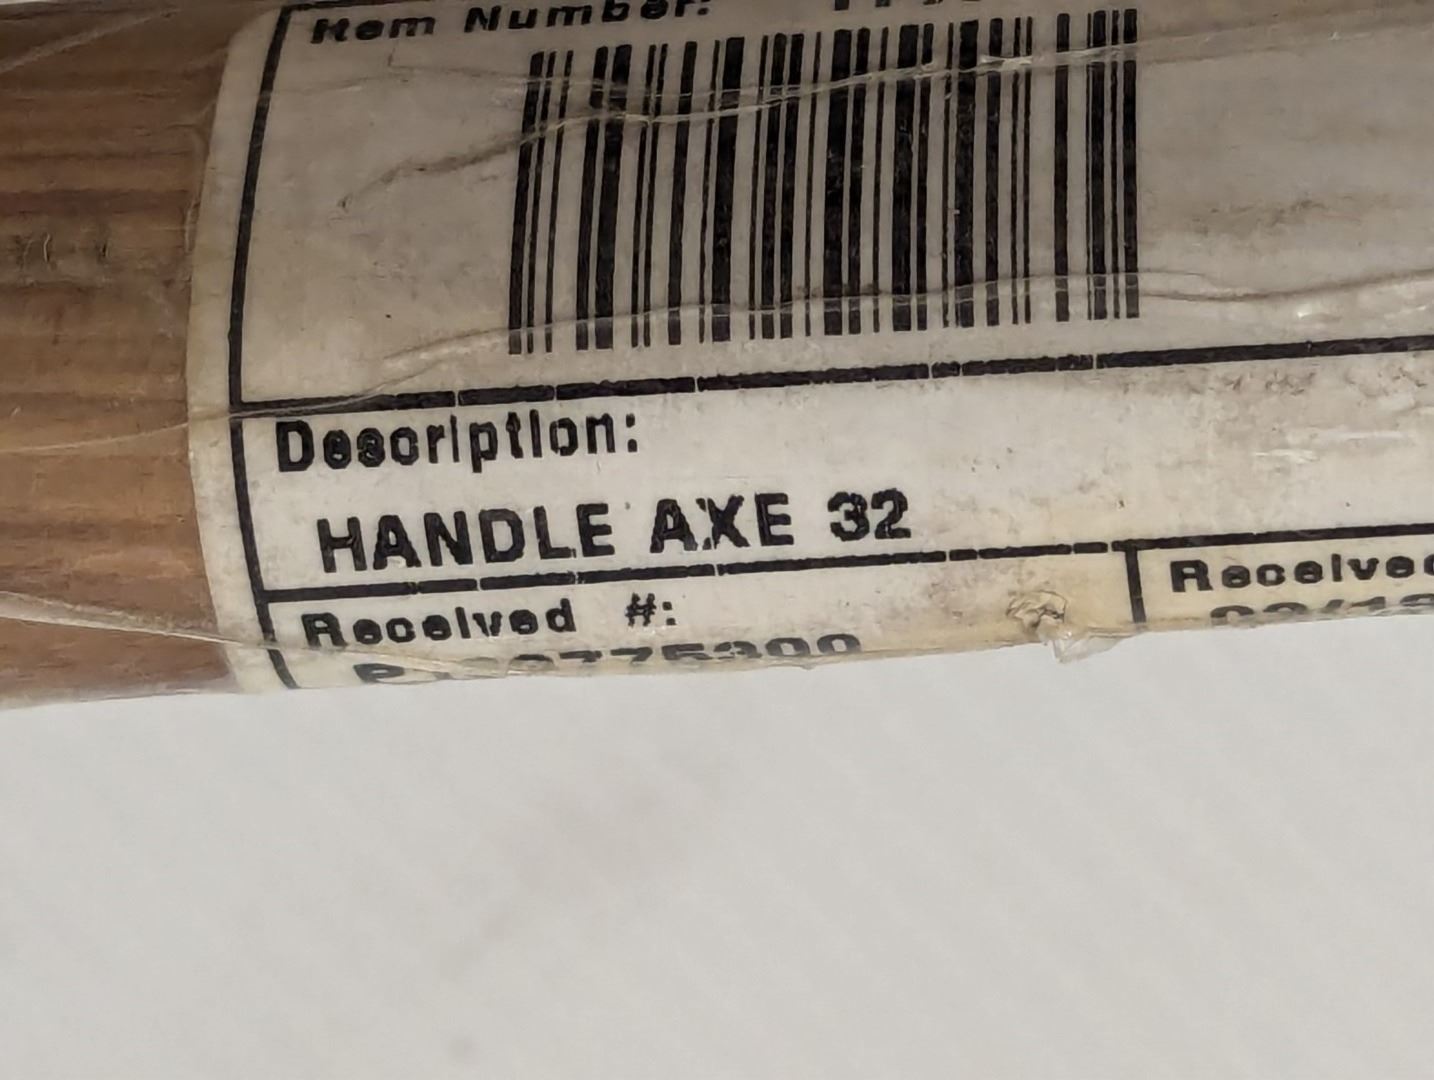 Item Number:
Description:
HANDLE AXE 32
Received #:
Received